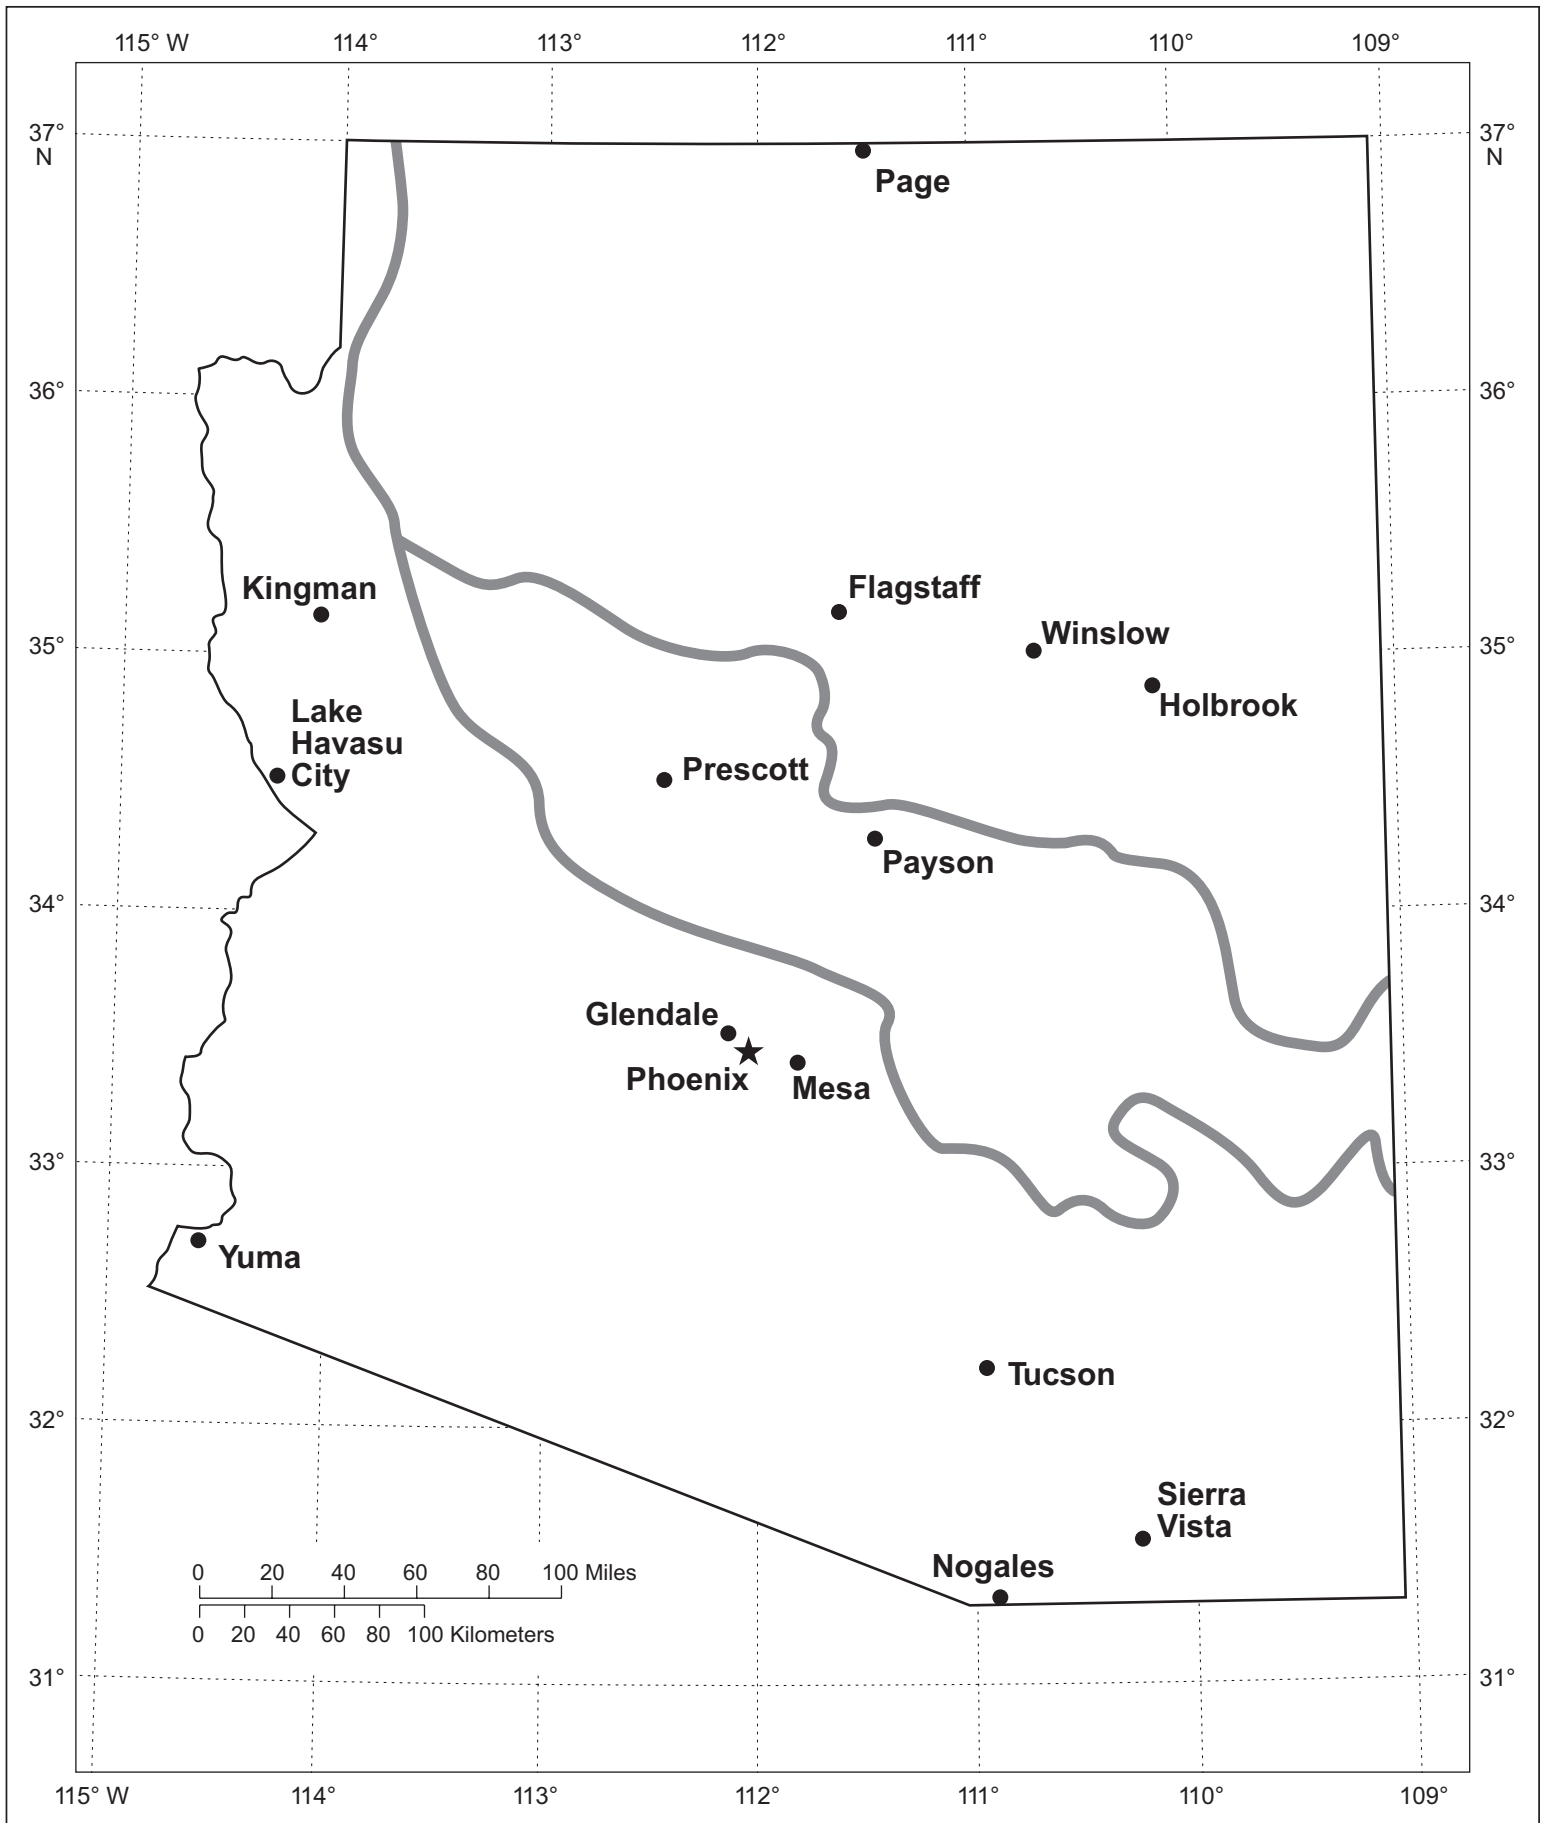 115° W 114° 113° 112° 111° 110° 109°
37° 37°
N N
Page
36° 36°
Kingman
Flagstaff
Winslow
35° 35°
Holbrook
Lake
Havasu
City
Prescott
Payson
34° 34°
Glendale
Phoenix
Mesa
33° 33°
Yuma
Tucson
32° 32°
Sierra
Vista
Nogales
0 20 40 60 80 100 Miles
0 20 40 60 80 100 Kilometers
31° 31°
115° W 114° 113° 112° 111° 110° 109°